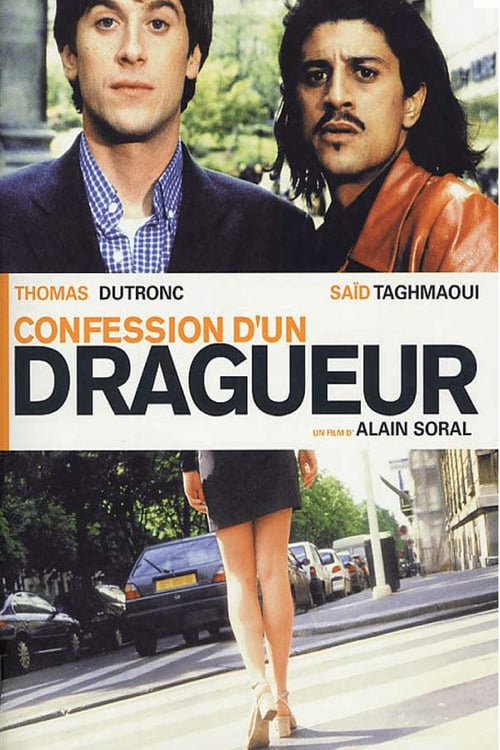 THOMAS DUTRONC SAÏD TAGHMAOUI
CONFESSION D'UN
DRAGUEUR
UN FILM D' ALAIN SORAL